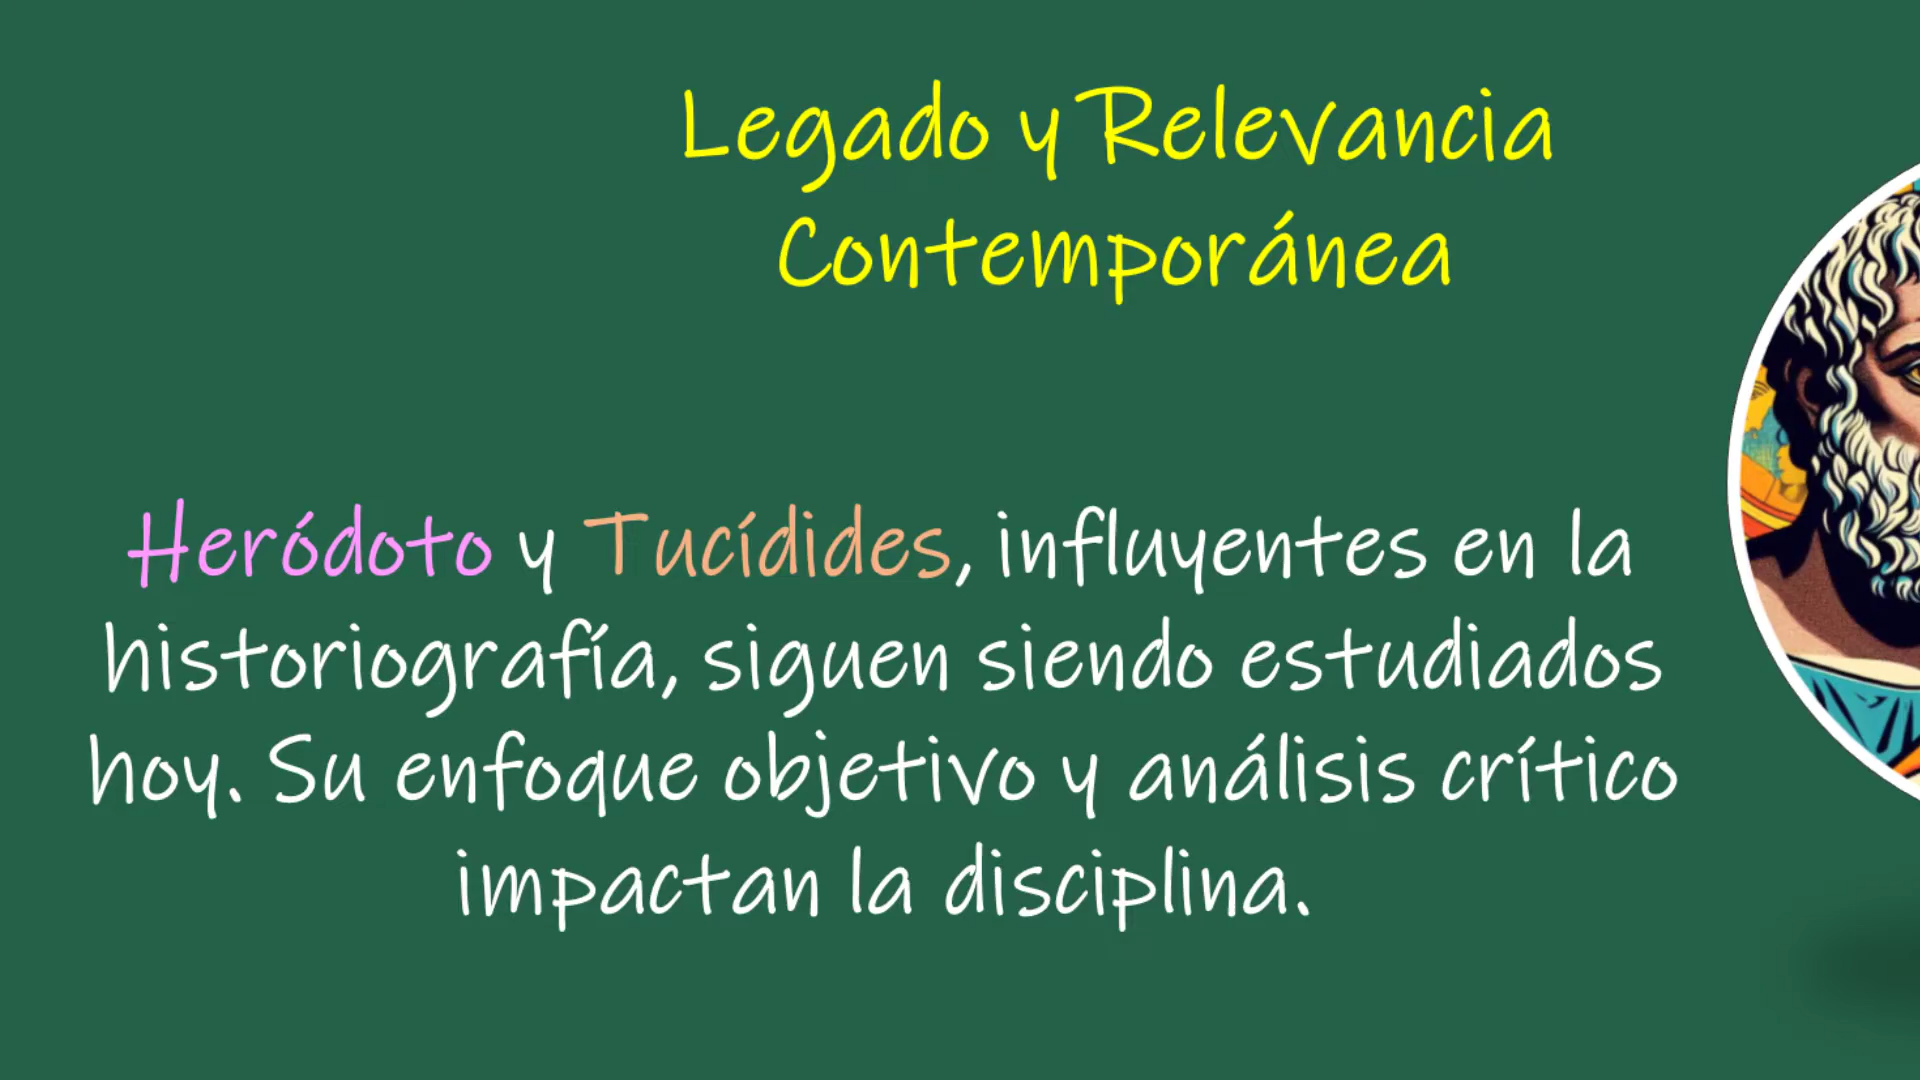 Legado y Relevancia
Contemporánea
Heródoto y Tucídides, influyentes en la
historiografía, siguen siendo estudiados
hoy. Su enfoque objetivo y análisis crítico
impactan la disciplina.